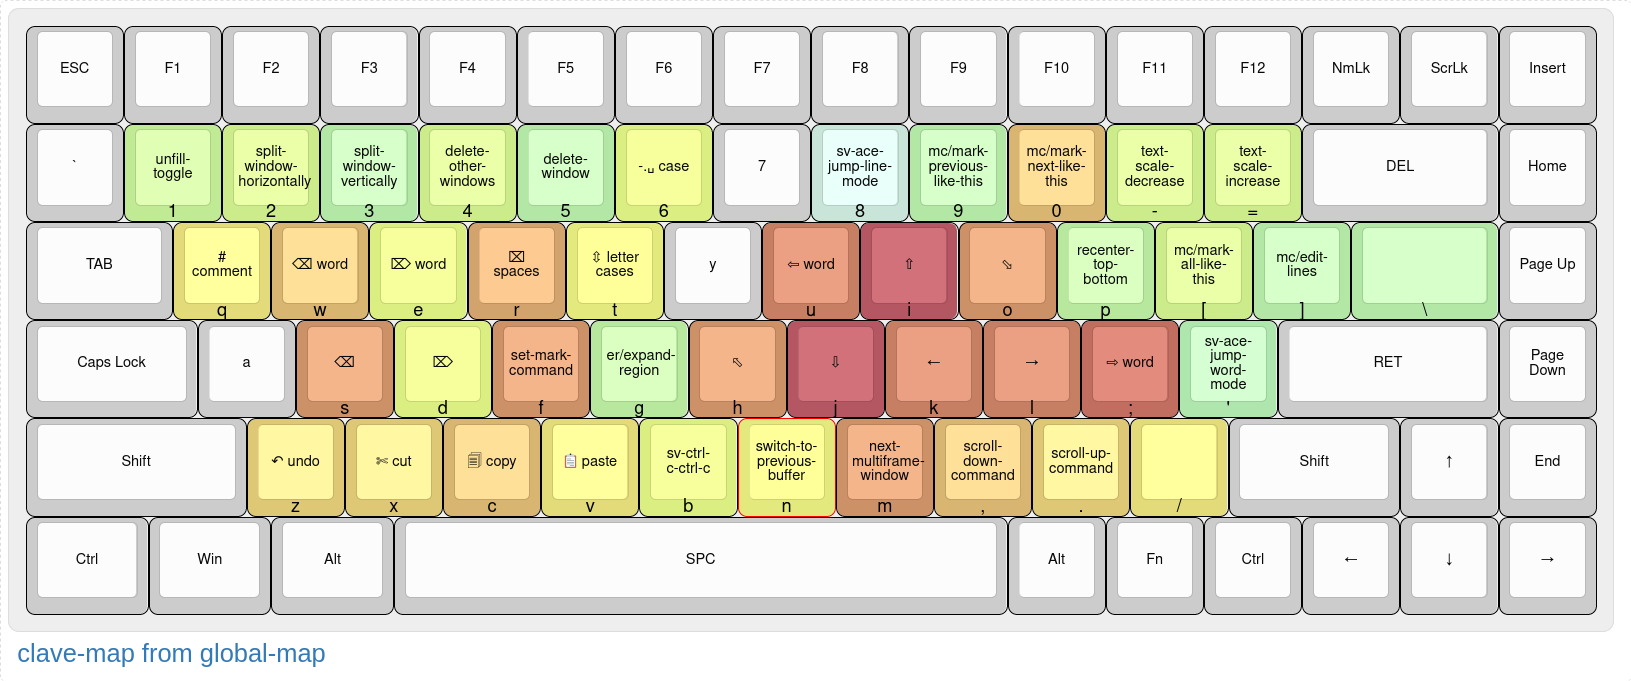 ESC F1 F2 F3 F4 F5 F6 F7 F8 F9 F10 F11 F12 NmLk ScrLk Insert
`
unfill-
toggle
1
split-
window-
horizontally
2
split-
window-
vertically
3
delete-
other-
windows
4
delete-
window
5
-.␣ case
6
7
sv-ace-
jump-line-
mode
8
mc/mark-
previous-
like-this
9
mc/mark-
next-like-
this
0
text-
scale-
decrease
-
text-
scale-
increase
=
DEL
Home
TAB
#
comment
q
⌫ word
w
⌦ word
e
⌧
spaces
r
⇳ letter
cases
t
y
⇦ word
u
⇧
i
⬂
o
recenter-
top-
bottom
p
mc/mark-
all-like-
this
[
mc/edit-
lines
]
\
Page Up
Caps Lock
a
⌫
s
⌦
d
set-mark-
command
f
er/expand-
region
g
⬁
h
⇩
j
←
k
→
l
⇨ word
;
sv-ace-
jump-
word-
mode
'
RET
Page
Down
Shift
↶ undo
z
✄ cut
x
🗐 copy
c
📋 paste
v
sv-ctrl-
c-ctrl-c
b
switch-to-
previous-
buffer
n
next-
multiframe-
window
m
scroll-
down-
command
,
scroll-up-
command
.
/
Shift
↑
End
Ctrl Win Alt SPC Alt Fn Ctrl ← ↓ →
clave-map from global-map